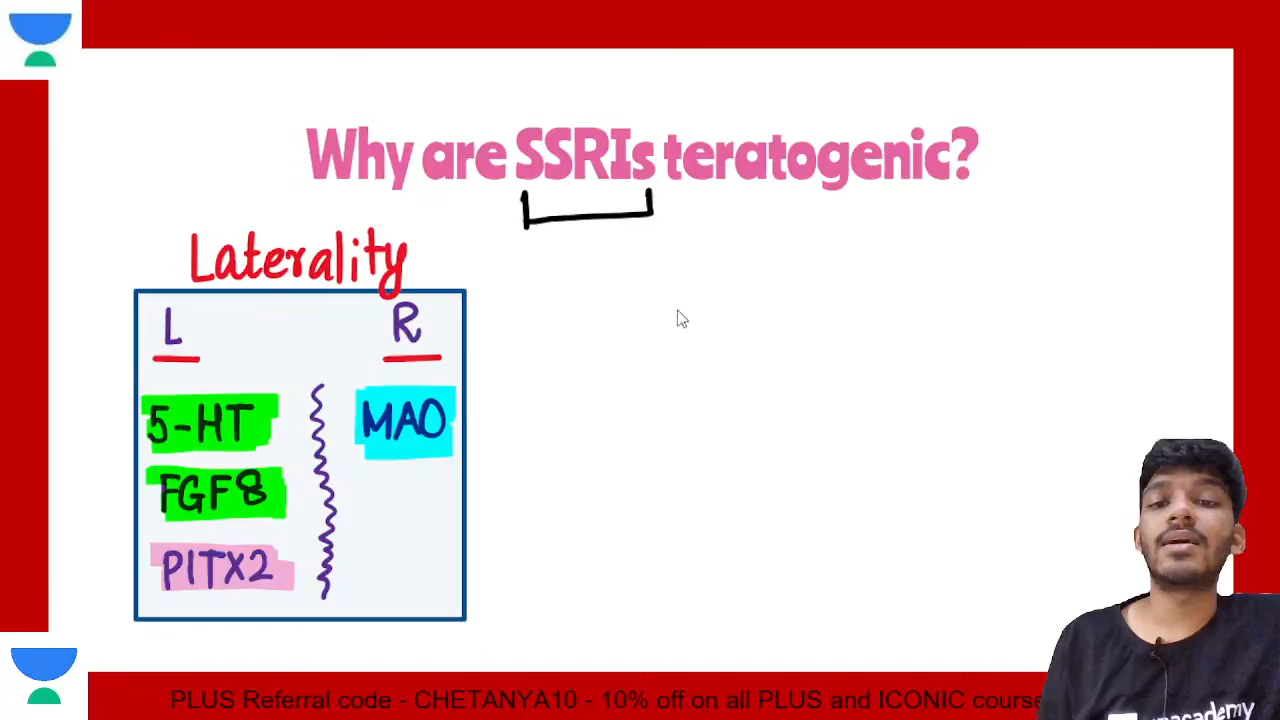 Why are SSRIs teratogenic?
Laterality
L R
5-HT MAO
FGF8
PITX2
PLUS Referral code - CHETANYA10 - 10% off on all PLUS and ICONIC course